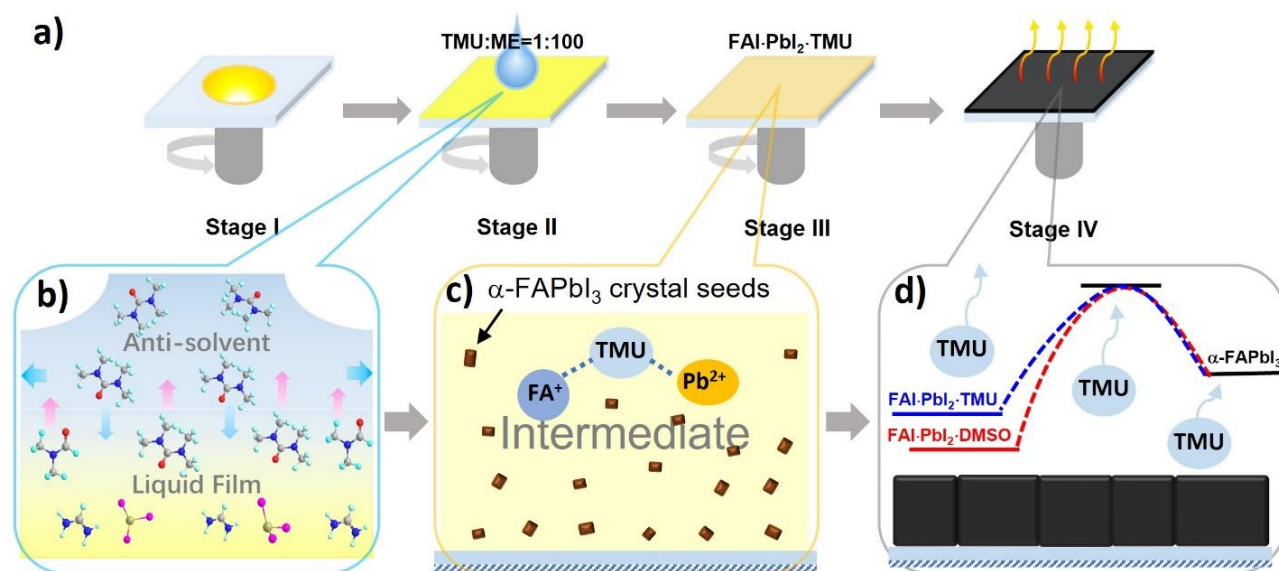 a)
TMU:ME=1:100
FAI·PbI₂·TMU
Stage I
Stage II
Stage III
Stage IV
b)
Anti-solvent
Liquid Film
c)
α-FAPbI₃ crystal seeds
TMU
FA⁺
Pb²⁺
Intermediate
d)
TMU
TMU
α-FAPbI₃
FAI·PbI₂·TMU
FAI·PbI₂·DMSO
TMU